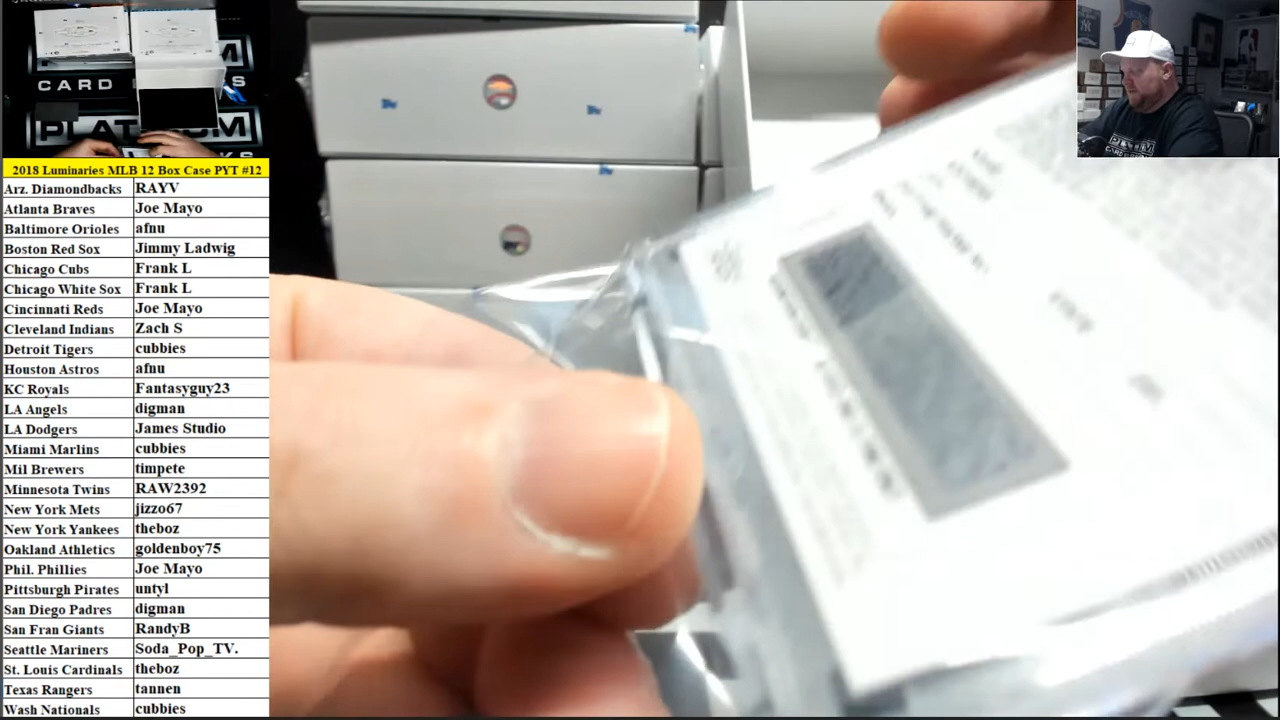 CARD
S
PLAT UM
CARD B KS
2018 Luminaries MLB 12 Box Case PYT #12
Arz. Diamondbacks RAYV
Atlanta Braves Joe Mayo
Baltimore Orioles afnu
Boston Red Sox Jimmy Ladwig
Chicago Cubs Frank L
Chicago White Sox Frank L
Cincinnati Reds Joe Mayo
Cleveland Indians Zach S
Detroit Tigers cubbies
Houston Astros afnu
KC Royals Fantasyguy23
LA Angels digman
LA Dodgers James Studio
Miami Marlins cubbies
Mil Brewers timpete
Minnesota Twins RAW2392
New York Mets jizzo67
New York Yankees theboz
Oakland Athletics goldenboy75
Phil. Phillies Joe Mayo
Pittsburgh Pirates untyl
San Diego Padres digman
San Fran Giants RandyB
Seattle Mariners Soda_Pop_TV.
St. Louis Cardinals theboz
Texas Rangers tannen
Wash Nationals cubbies